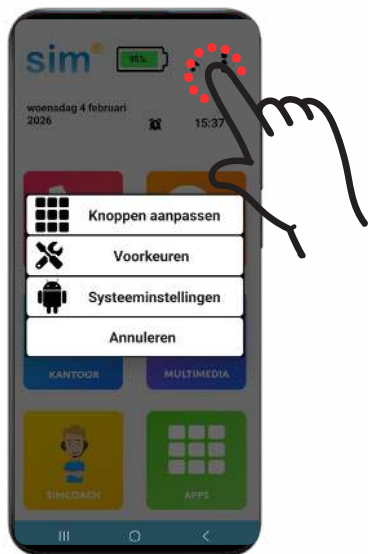 sim
95%
woensdag 4 februari
2026
15:37
Knoppen aanpassen
Voorkeuren
Systeeminstellingen
Annuleren
KANTOOR
MULTIMEDIA
SIMCOACH
APPS